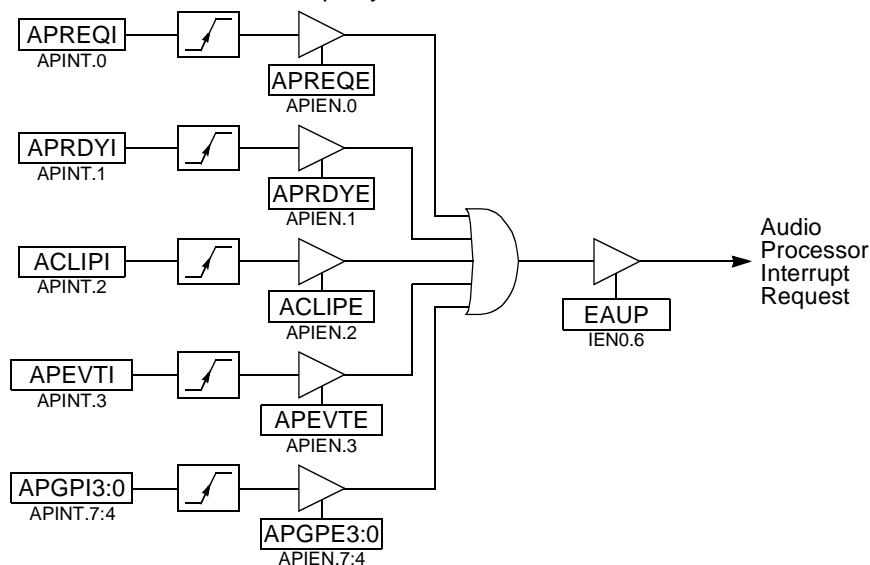 APREQI
APINT.0
APREQE
APIEN.0
APRDYI
APINT.1
APRDYE
APIEN.1
ACLIPI
APINT.2
ACLIPE
APIEN.2
APEVTI
APINT.3
APEVTE
APIEN.3
APGPI3:0
APINT.7:4
APGPE3:0
APIEN.7:4
EAUP
IEN0.6
Audio
Processor
Interrupt
Request